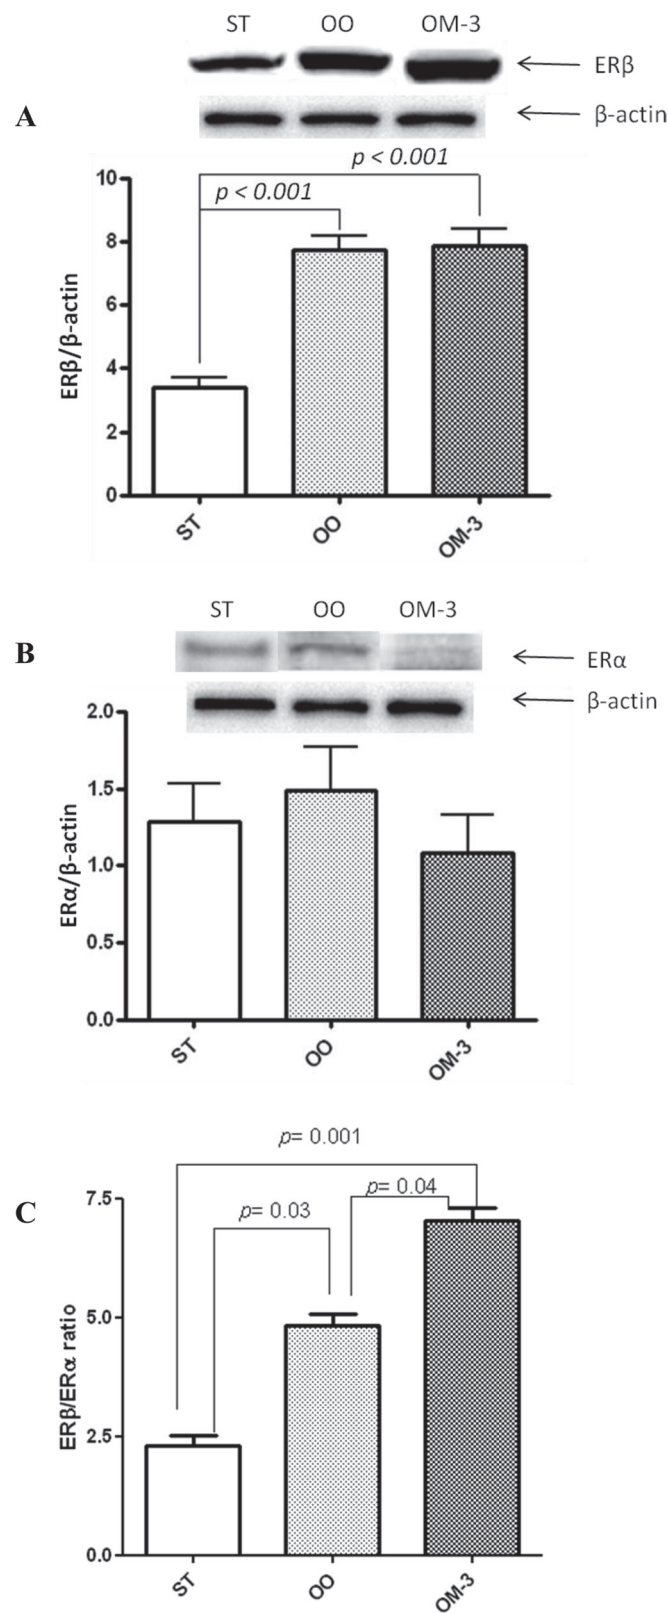 ST OO OM-3
ERβ
A
β-actin
p < 0.001
p < 0.001
10
8
6
4
2
0
ERβ/β-actin
ST OO OM-3
ST OO OM-3
B
ERα
β-actin
2.0
1.5
1.0
0.5
0.0
ERα/β-actin
ST OO OM-3
p= 0.001
p= 0.04
C
p= 0.03
7.5
5.0
2.5
0.0
ERβ/ERα ratio
ST OO OM-3